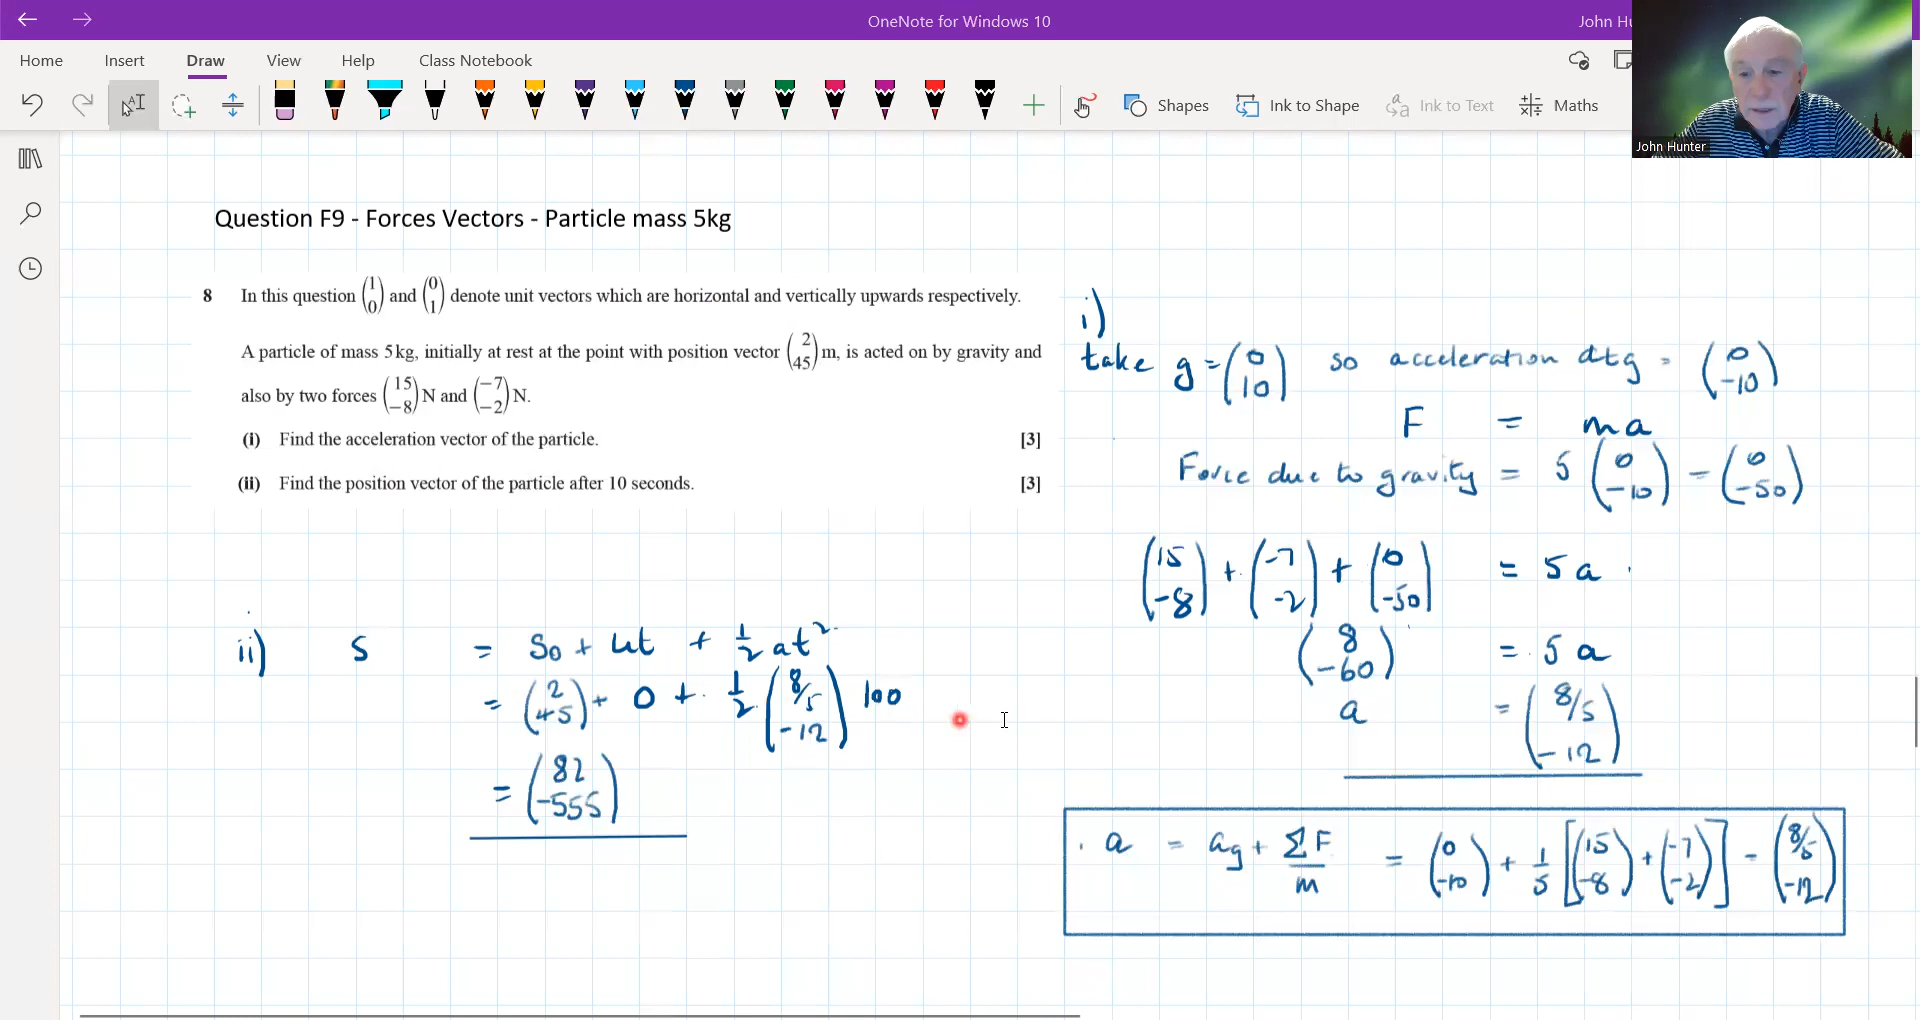 OneNote for Windows 10
John Hu
Home Insert Draw View Help Class Notebook
Shapes Ink to Shape Ink to Text Maths
John Hunter
Question F9 - Forces Vectors - Particle mass 5kg
8 In this question (1 0) and (0 1) denote unit vectors which are horizontal and vertically upwards respectively.
A particle of mass 5 kg, initially at rest at the point with position vector (2 45) m, is acted on by gravity and
also by two forces (15 −8) N and (−7 −2) N.
(i) Find the acceleration vector of the particle. [3]
(ii) Find the position vector of the particle after 10 seconds. [3]
ii) s = s₀ + ut + ½ at²
= (2 45) + 0 + ½ (8/5 -12) 100
= (82 -555)
i)
take g = (0 10) so acceleration dtg = (0 -10)
F = ma
Force due to gravity = 5 (0 -10) = (0 -50)
(15 -8) + (-7 -2) + (0 -50) = 5a
(8 -60) = 5a
a = (8/5 -12)
a = ag + ΣF/m = (0 -10) + 1/5 [(15 -8) + (-7 -2)] = (8/5 -12)